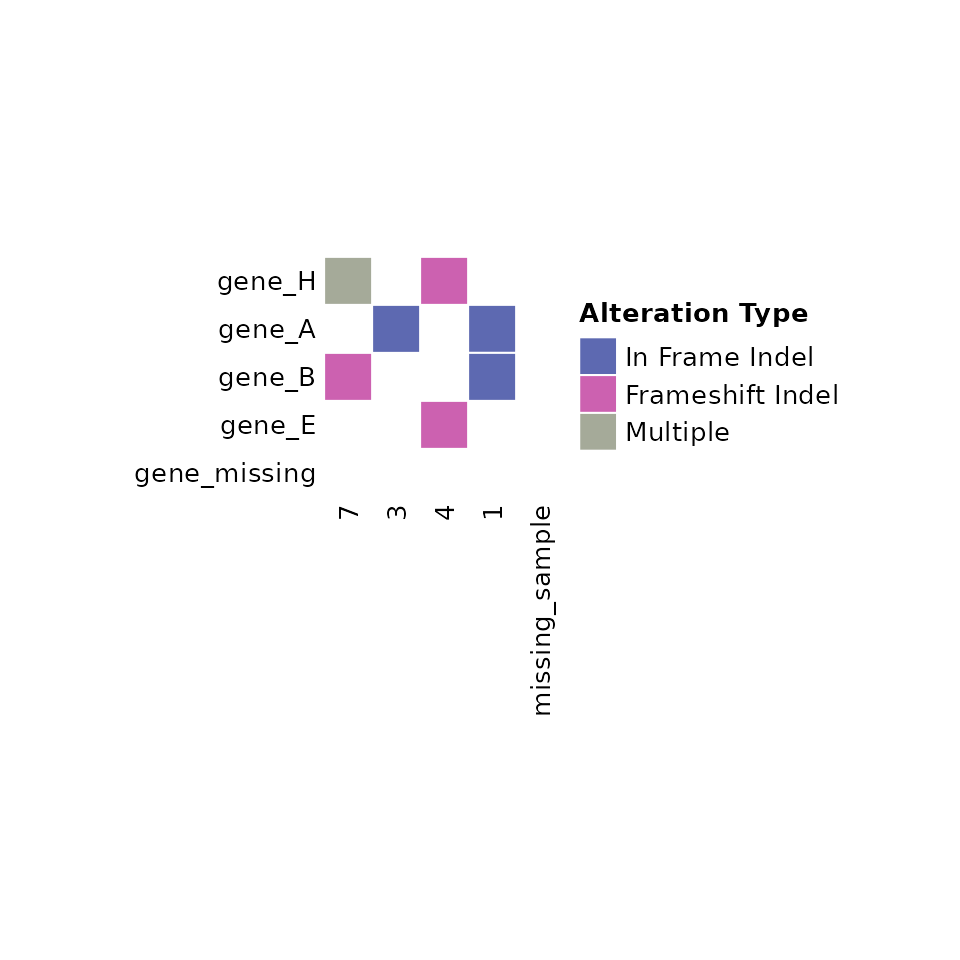 gene_H
gene_A
gene_B
gene_E
gene_missing
7
3
4
1
missing_sample
Alteration Type
In Frame Indel
Frameshift Indel
Multiple